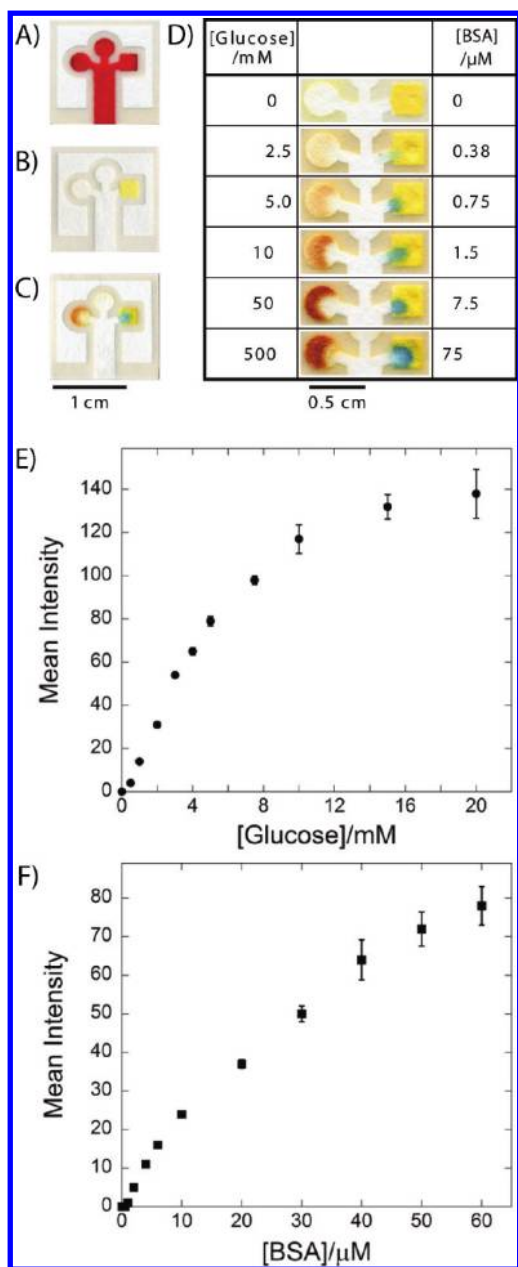 A)
B)
C)
1 cm
D)
[Glucose]/mM [BSA]/µM
0 0
2.5 0.38
5.0 0.75
10 1.5
50 7.5
500 75
0.5 cm
E)
Mean Intensity
140
120
100
80
60
40
20
0
0 4 8 12 16 20
[Glucose]/mM
F)
Mean Intensity
80
70
60
50
40
30
20
10
0
0 10 20 30 40 50 60
[BSA]/µM